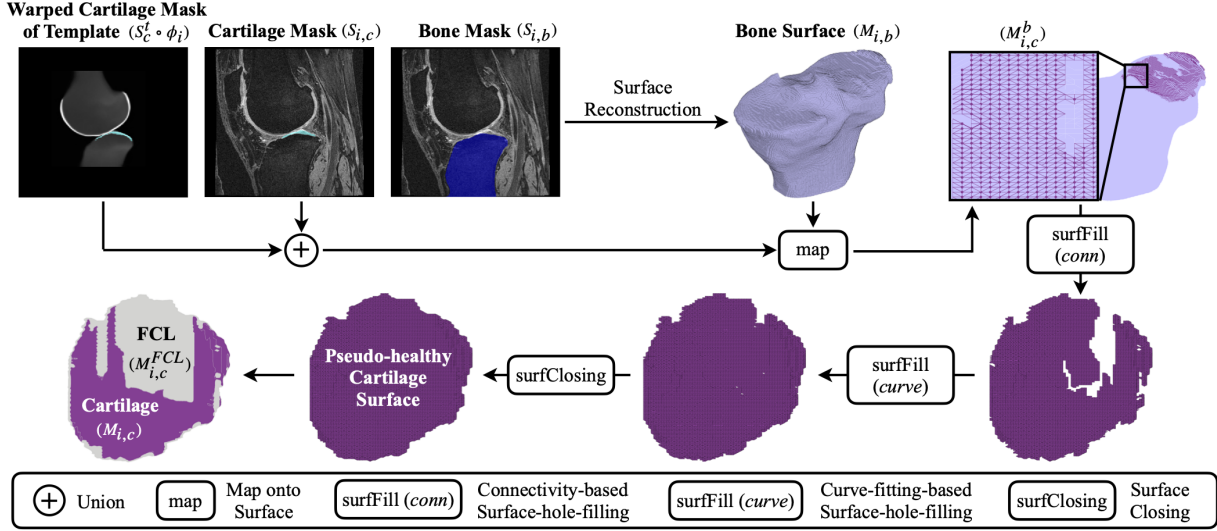 Warped Cartilage Mask
of Template (S_c^t ∘ ϕ_i)
Cartilage Mask (S_{i,c})
Bone Mask (S_{i,b})
Bone Surface (M_{i,b})
(M_{i,c}^b)
Surface
Reconstruction
map
surfFill
(conn)
FCL
(M_{i,c}^{FCL})
Cartilage
(M_{i,c})
Pseudo-healthy
Cartilage
Surface
surfClosing
surfFill
(curve)
Union
map
Map onto
Surface
surfFill (conn)
Connectivity-based
Surface-hole-filling
surfFill (curve)
Curve-fitting-based
Surface-hole-filling
surfClosing
Surface
Closing